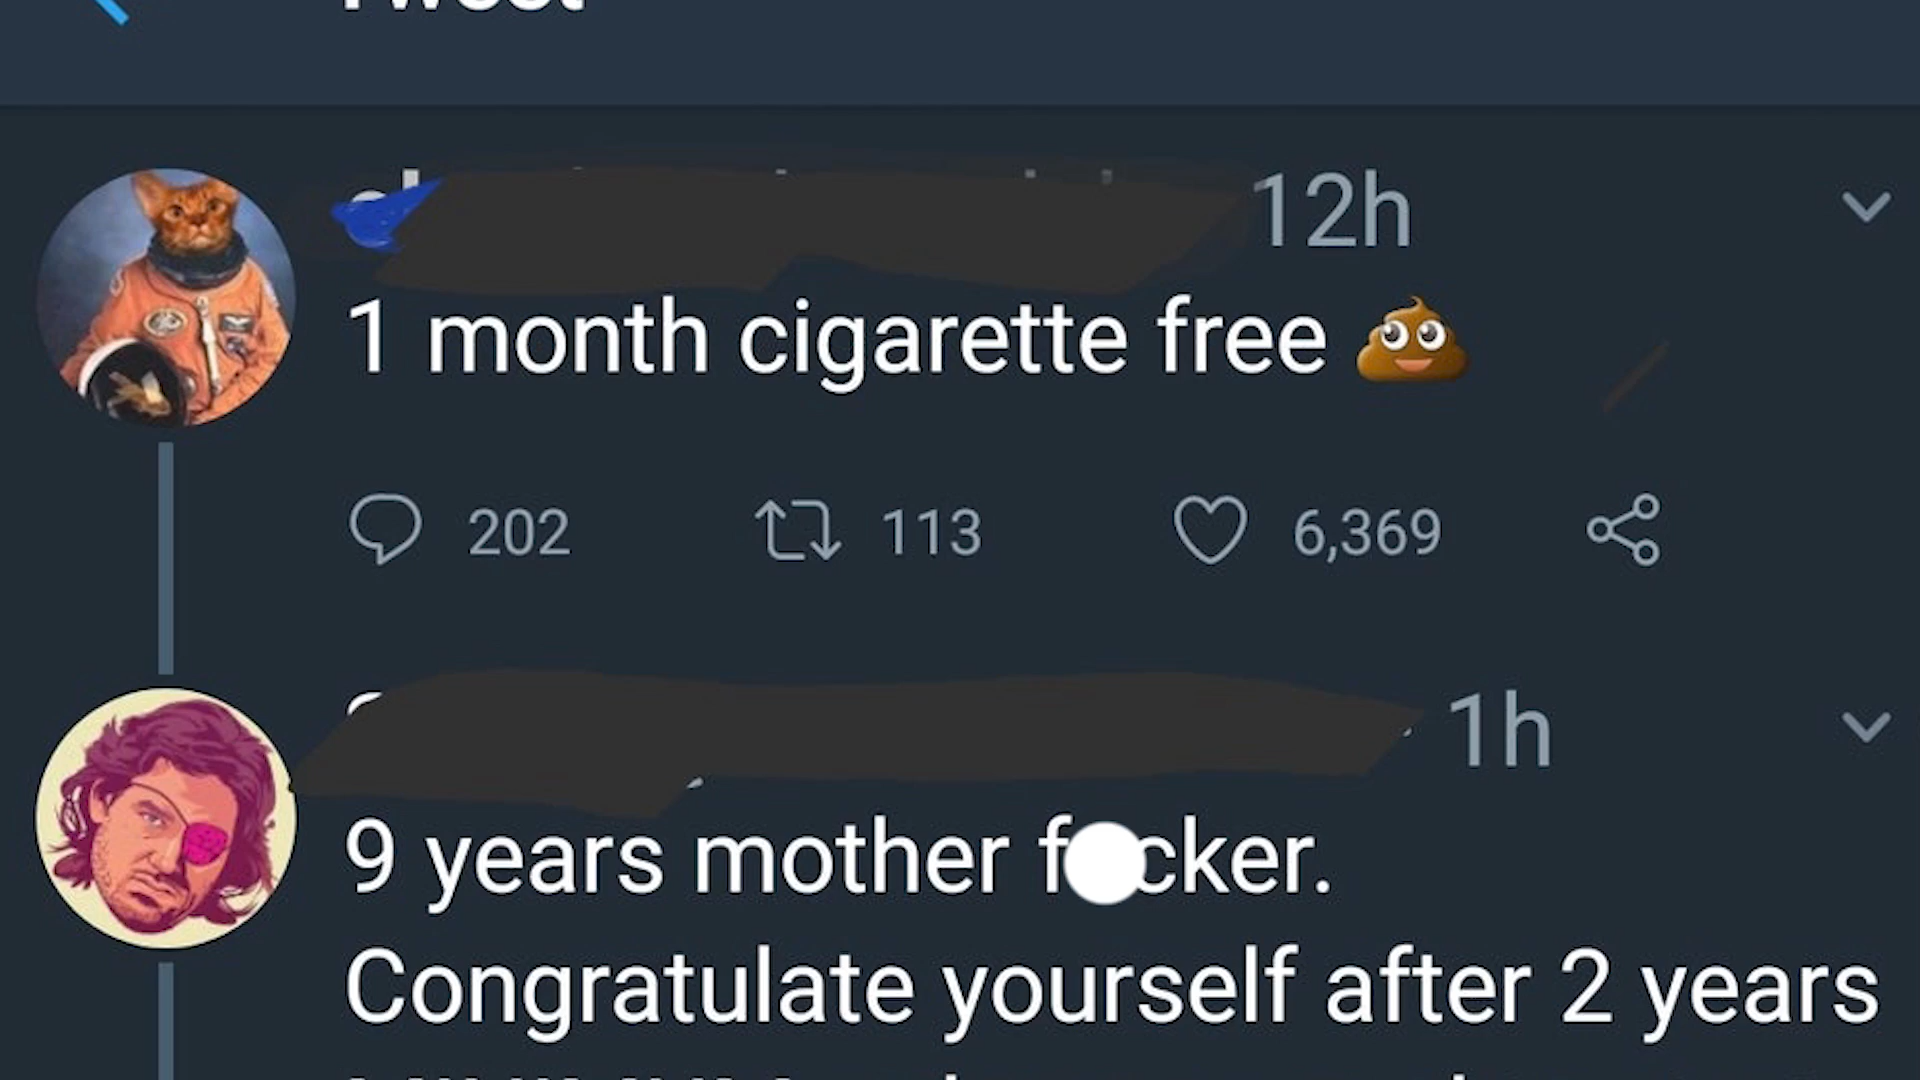 Tweet
12h
1 month cigarette free 💩
202 113 6,369
1h
9 years mother f cker.
Congratulate yourself after 2 years